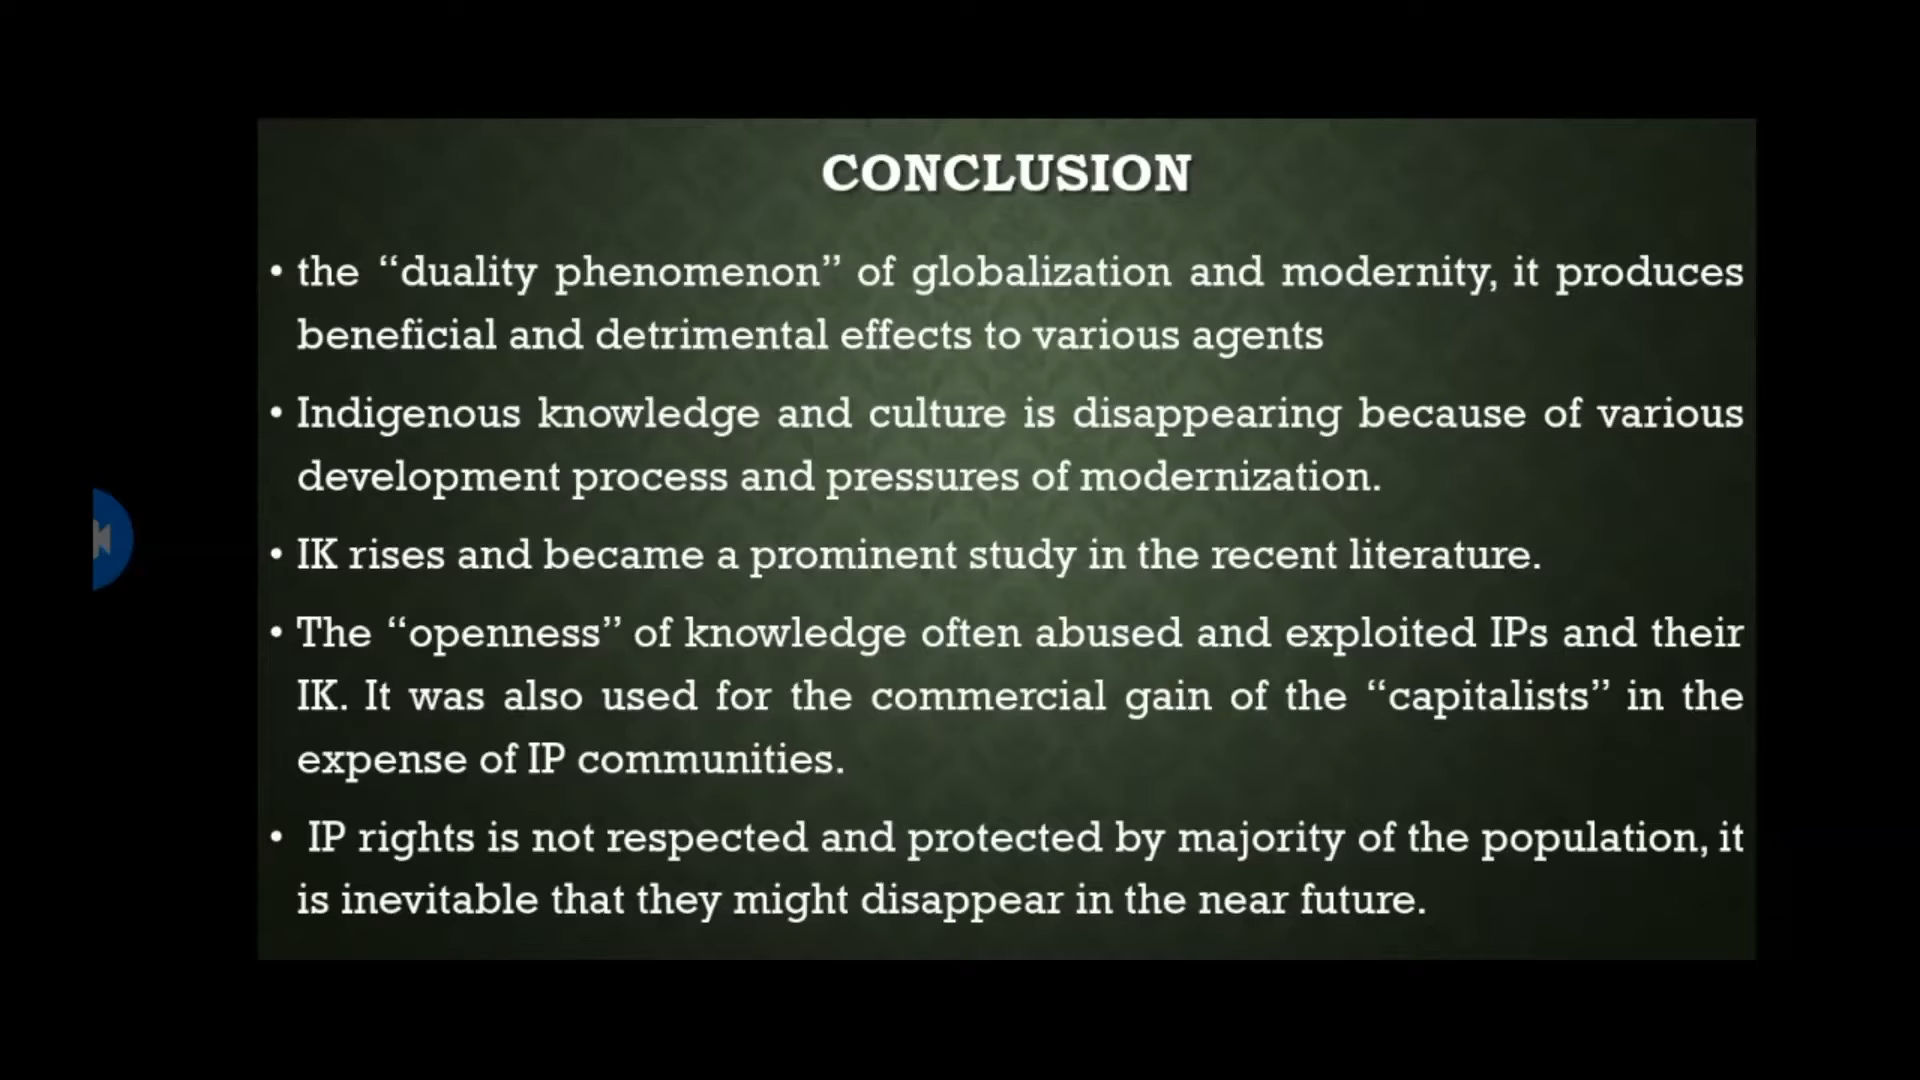 CONCLUSION
• the “duality phenomenon” of globalization and modernity, it produces
beneficial and detrimental effects to various agents
• Indigenous knowledge and culture is disappearing because of various
development process and pressures of modernization.
• IK rises and became a prominent study in the recent literature.
• The “openness” of knowledge often abused and exploited IPs and their
IK. It was also used for the commercial gain of the “capitalists” in the
expense of IP communities.
• IP rights is not respected and protected by majority of the population, it
is inevitable that they might disappear in the near future.